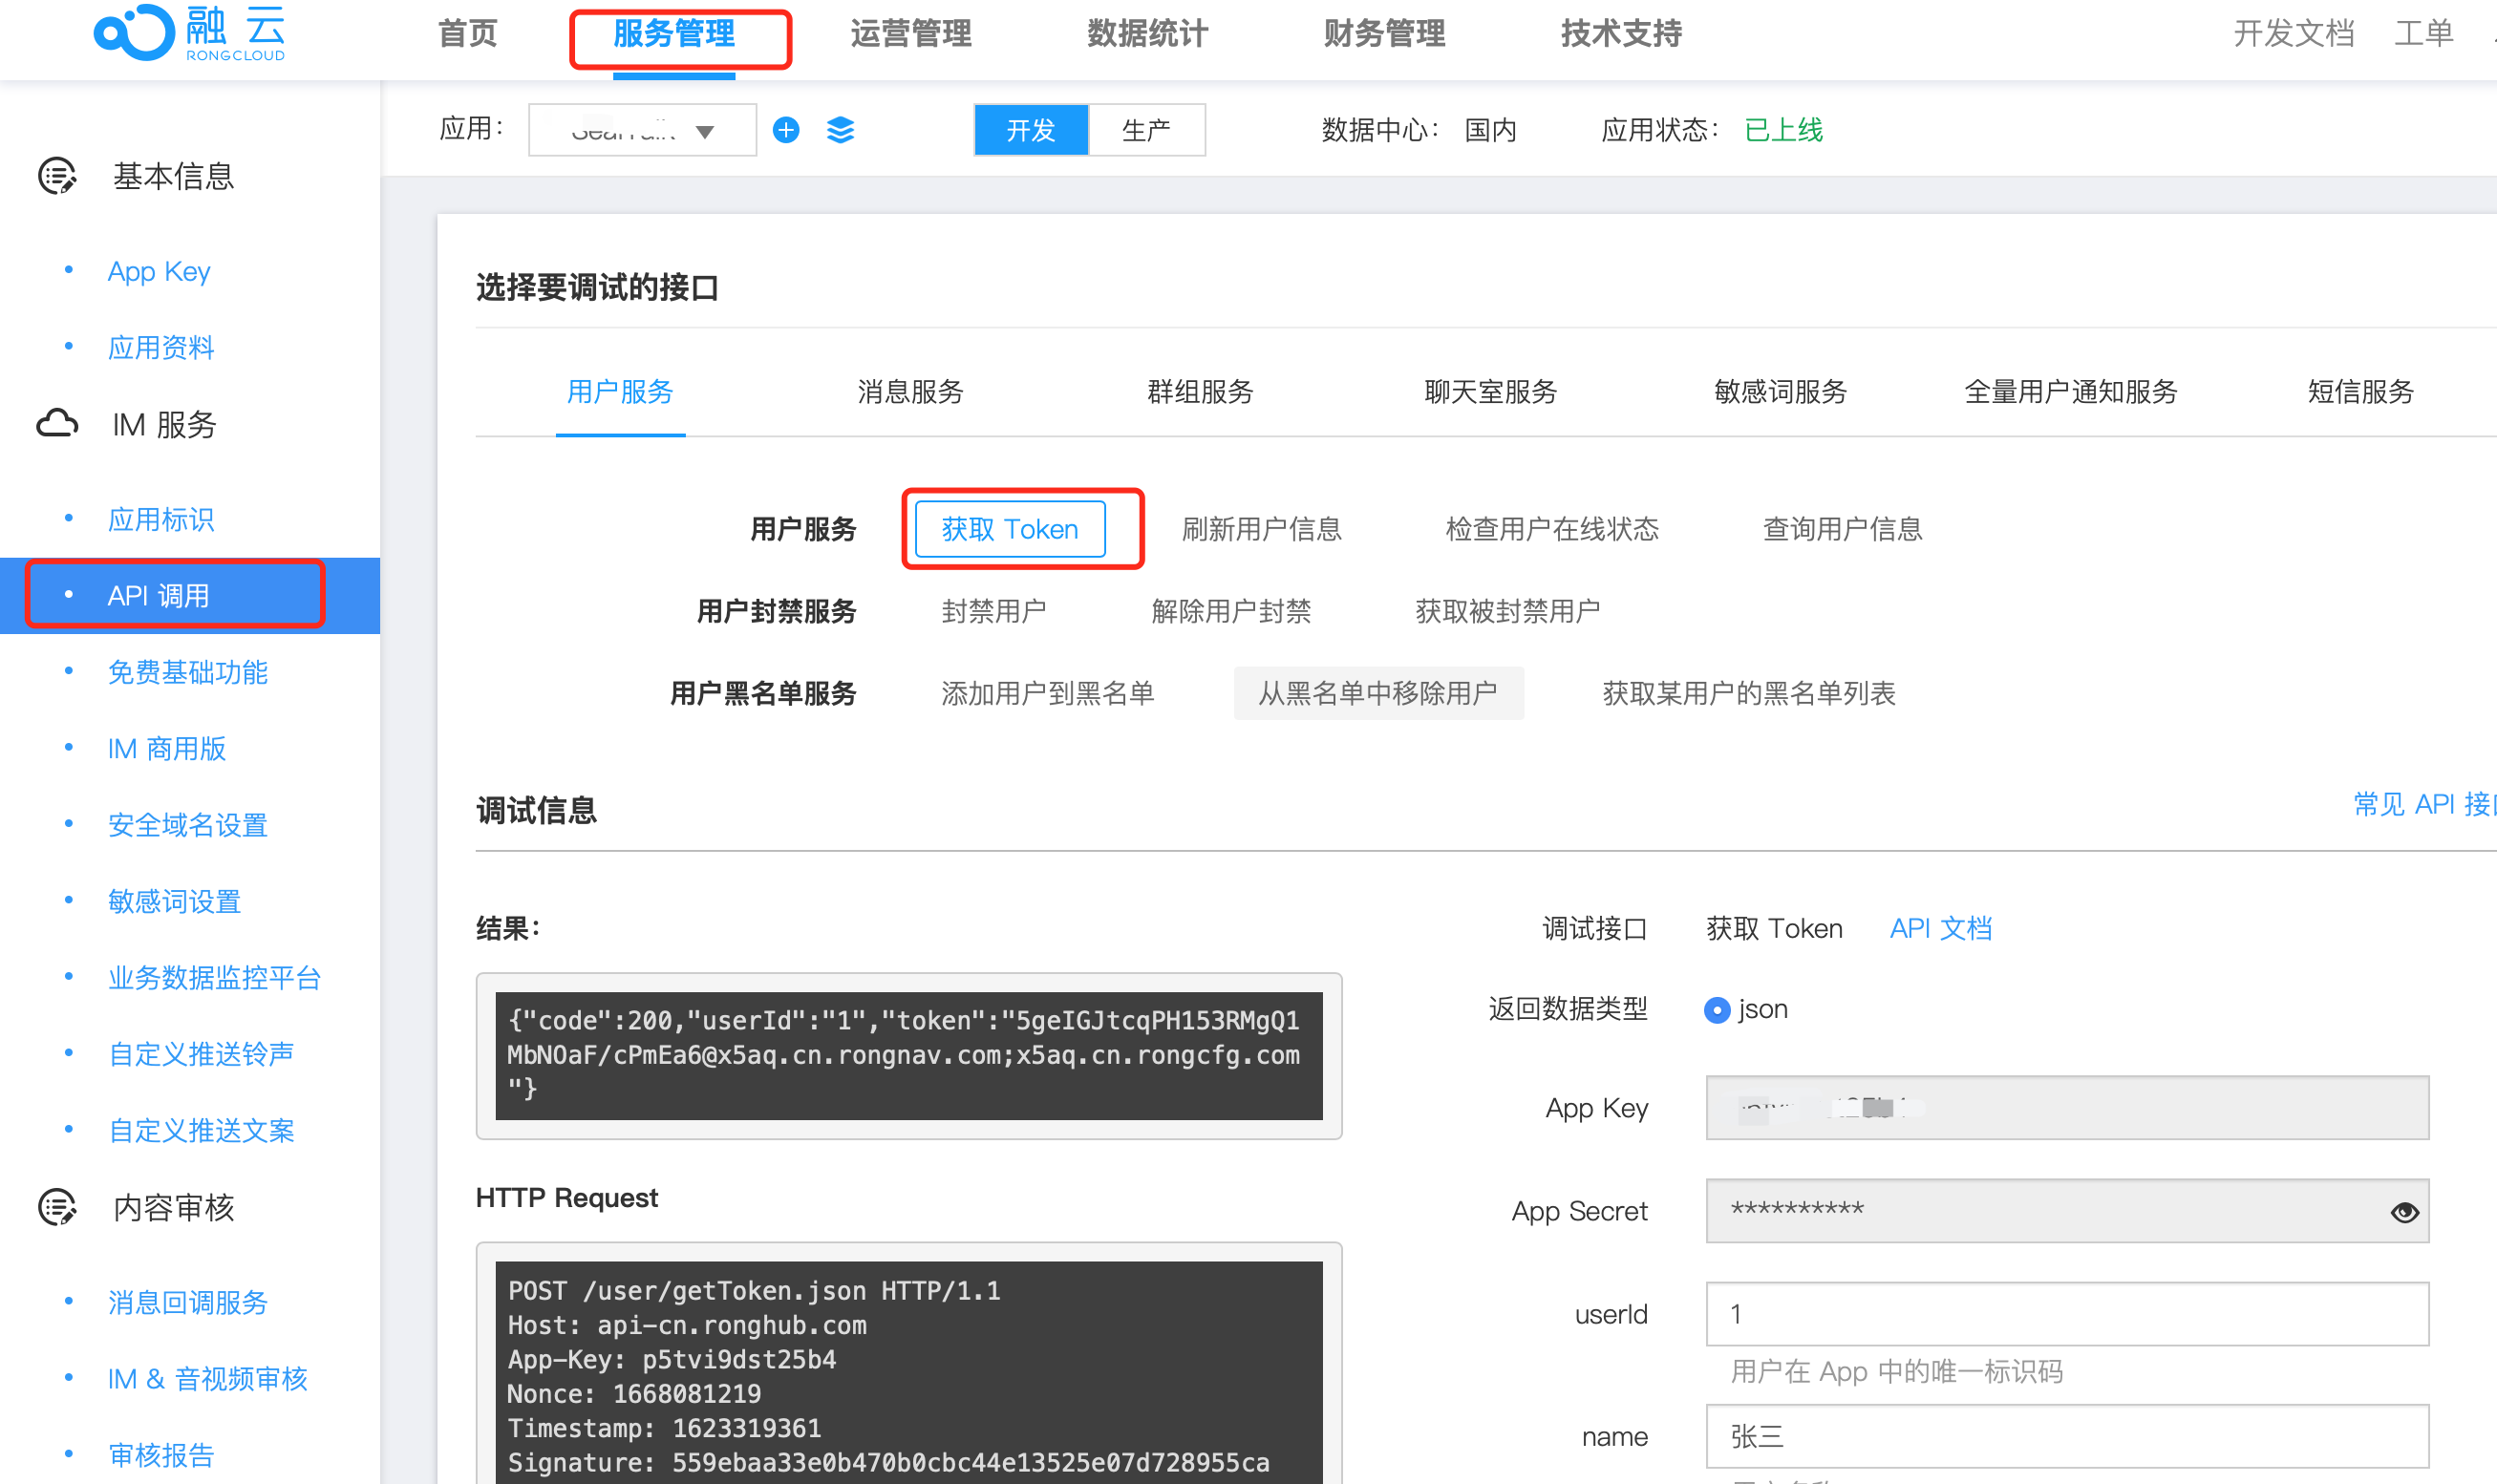 融 云
RONGCLOUD
首页
服务管理
运营管理
数据统计
财务管理
技术支持
开发文档
工单
应用：
开发
生产
数据中心： 国内
应用状态： 已上线
基本信息
App Key
应用资料
IM 服务
应用标识
API 调用
免费基础功能
IM 商用版
安全域名设置
敏感词设置
业务数据监控平台
自定义推送铃声
自定义推送文案
内容审核
消息回调服务
IM & 音视频审核
审核报告
选择要调试的接口
用户服务
消息服务
群组服务
聊天室服务
敏感词服务
全量用户通知服务
短信服务
用户服务 获取 Token 刷新用户信息 检查用户在线状态 查询用户信息
用户封禁服务 封禁用户 解除用户封禁 获取被封禁用户
用户黑名单服务 添加用户到黑名单 从黑名单中移除用户 获取某用户的黑名单列表
调试信息
常见 API 接
结果：
{"code":200,"userId":"1","token":"5geIGJtcqPH153RMgQ1
MbNOaF/cPmEa6@x5aq.cn.rongnav.com;x5aq.cn.rongcfg.com
"}
HTTP Request
POST /user/getToken.json HTTP/1.1
Host: api-cn.ronghub.com
App-Key: p5tvi9dst25b4
Nonce: 1668081219
Timestamp: 1623319361
Signature: 559ebaa33e0b470b0cbc44e13525e07d728955ca
调试接口 获取 Token API 文档
返回数据类型 json
App Key
App Secret **********
userId 1
用户在 App 中的唯一标识码
name 张三